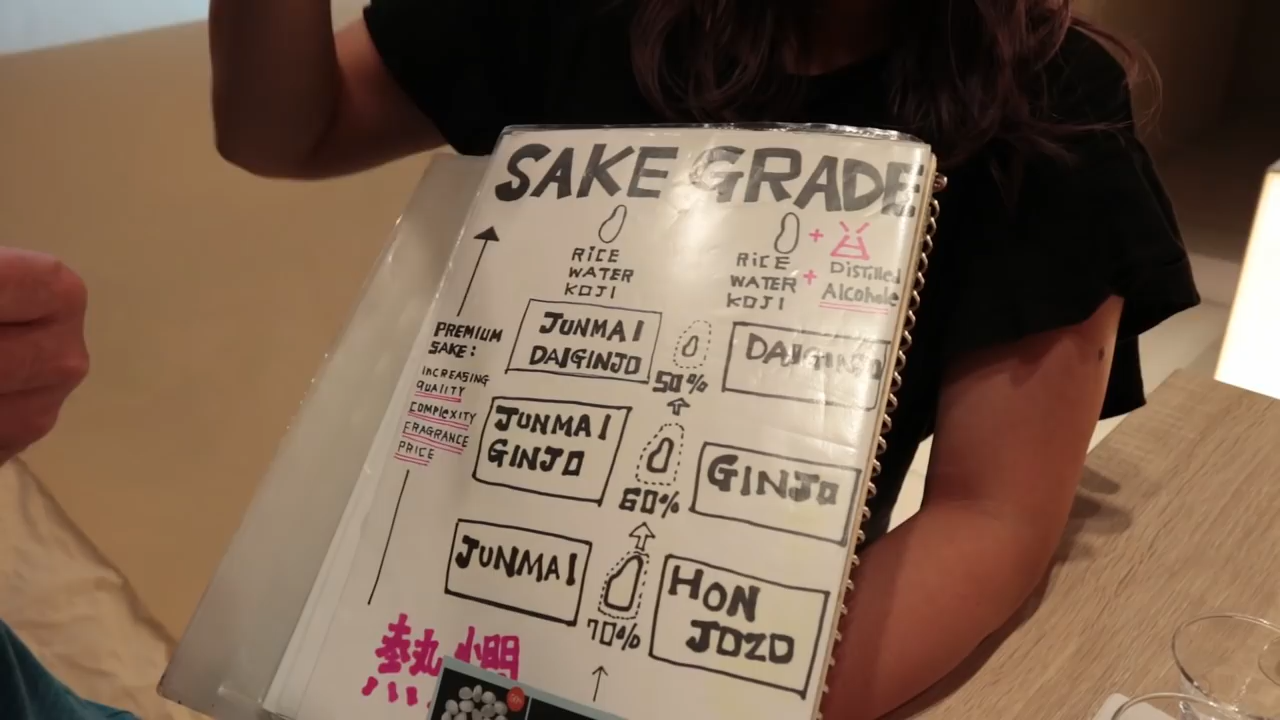 SAKE GRADE
RiCE
WATER
KOJI
RiCE
WATER
KOJI
+
+
Distilled
Alcohole
PREMIUM
SAKE:
iNCREASING
QUALITY
COMPLEXITY
FRAGRANCE
PRICE
JUNMAI
DAIGINJO
50%
DAIGINJO
JUNMAI
GINJO
60%
GINJO
JUNMAI
70%
HON
JOZO
熱燗